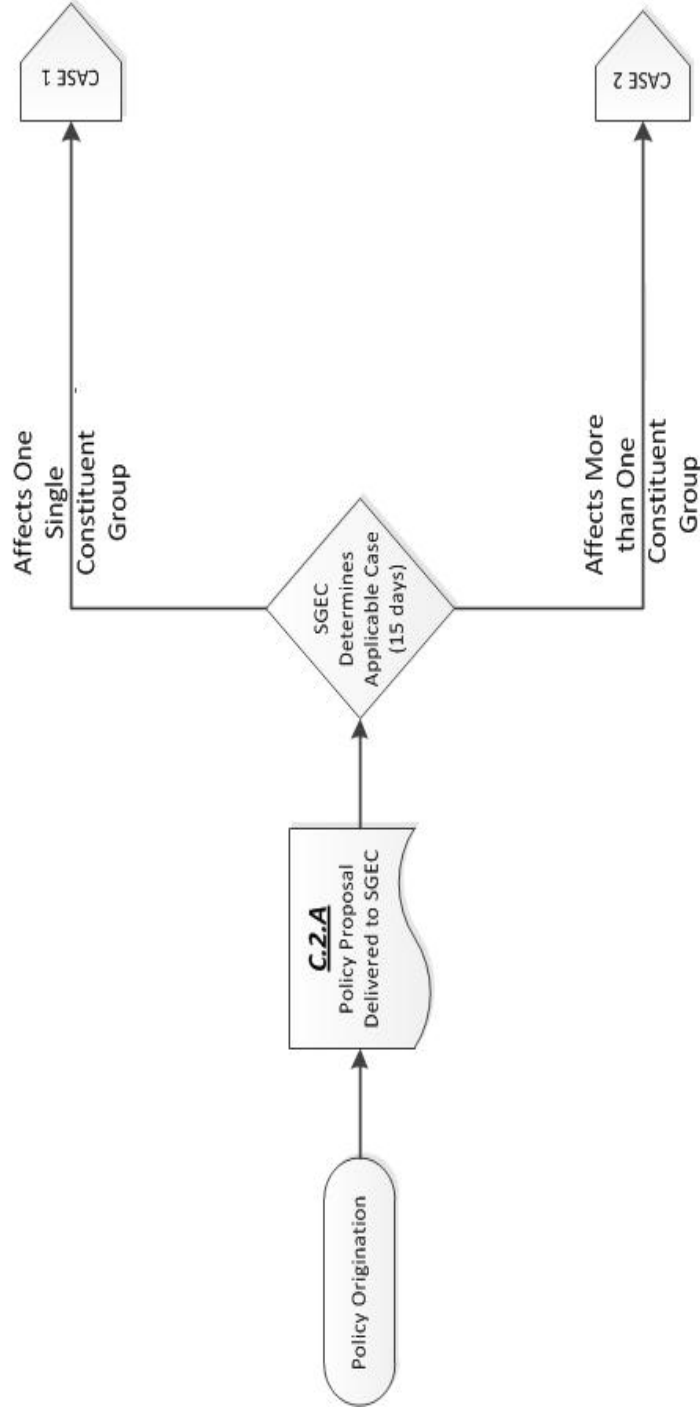 Policy Origination
C.2.A
Policy Proposal
Delivered to SGEC
SGEC
Determines
Applicable Case
(15 days)
Affects One
Single
Constituent
Group
CASE 1
Affects More
than One
Constituent
Group
CASE 2